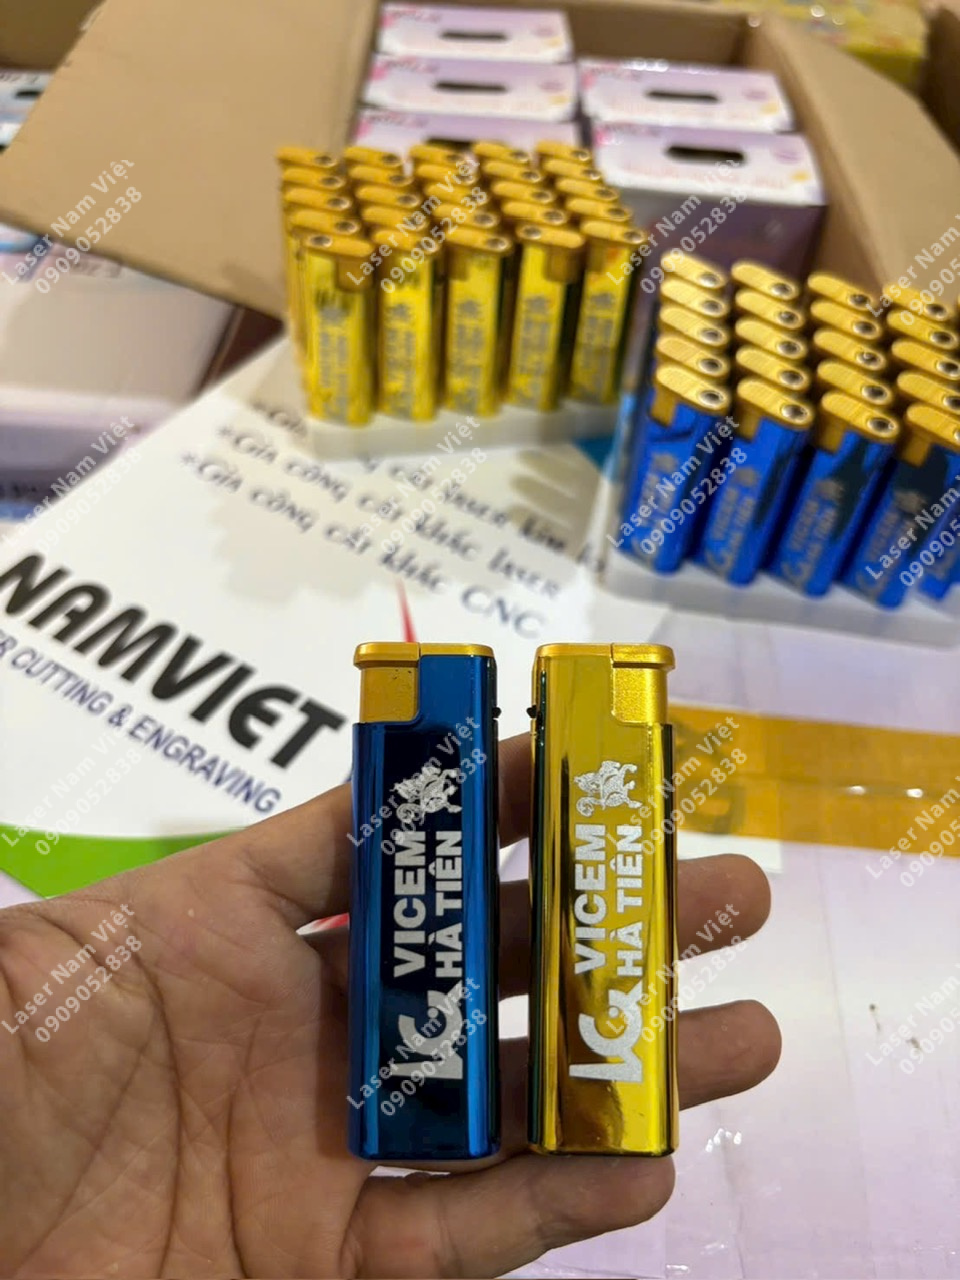 *Gia công cắt khắc laser
*Gia công cắt khắc CNC
NAMVIET
CUTTING & ENGRAVING
VICEM
HÀ TIÊN
VICEM
HÀ TIÊN
Laser Nam Việt
0909052838